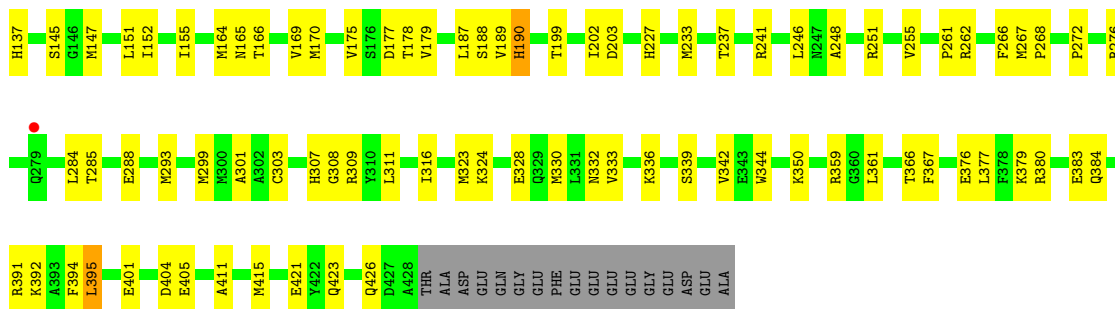 H137 S145 G146 M147 L151 I152 I155 M164 N165 T166 V169 M170 V175 S176 D177 T178 V179 L187 S188 V189 H190 T199 I202 D203 H227 M233 T237 R241 L246 N247 A248 R251 V255 P261 R262 F266 M267 P268 P272
Q279 L284 T285 E288 M293 M299 M300 A301 A302 C303 H307 G308 R309 Y310 L311 I316 M323 K324 E328 Q329 M330 L331 N332 V333 K336 S339 V342 E343 W344 K350 R359 G360 L361 T366 F367 E376 L377 F378 K379 R380 E383 Q384
R391 K392 A393 F394 L395 E401 D404 E405 A411 M415 E421 Y422 Q423 Q426 D427 A428 THR ALA ASP GLU GLN GLY GLU GLU PHE GLU GLU GLU GLU GLY GLU ASP GLU ALA